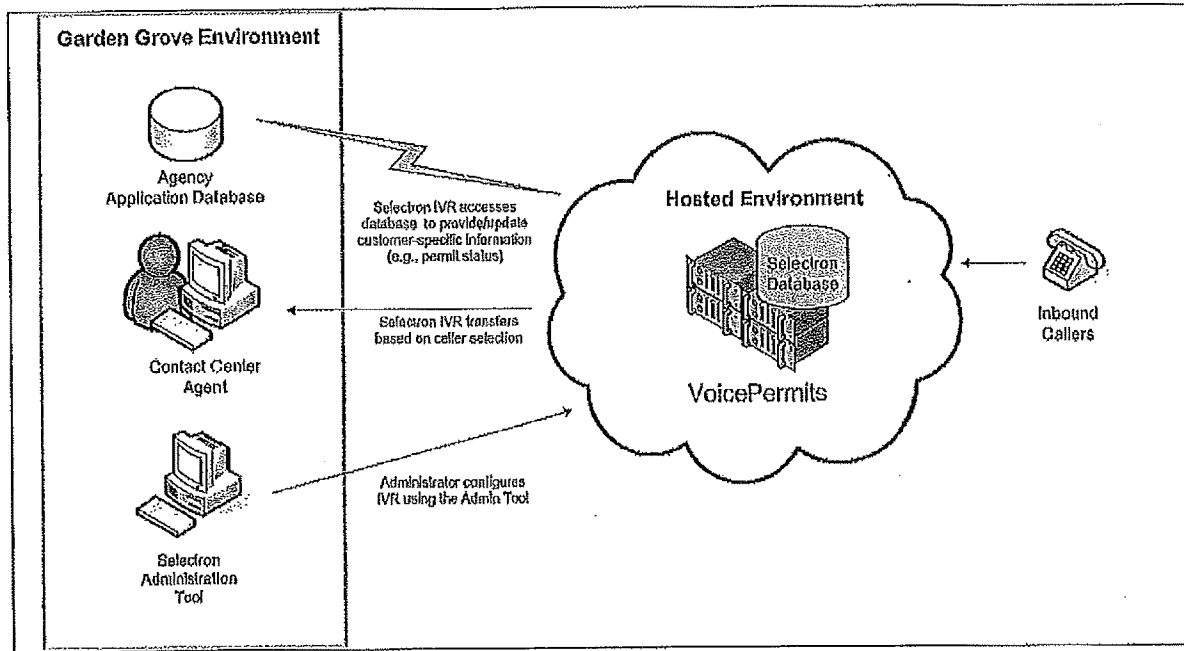 Garden Grove Environment
Agency
Application Database
Selectron IVR accesses
database to provide/update
customer-specific information
(e.g., permit status)
Hosted Environment
Selectron
Database
VoicePermits
Inbound
Callers
Contact Center
Agent
Selectron IVR transfers
based on caller selection
Selectron
Administration
Tool
Administrator configures
IVR using the Admin Tool